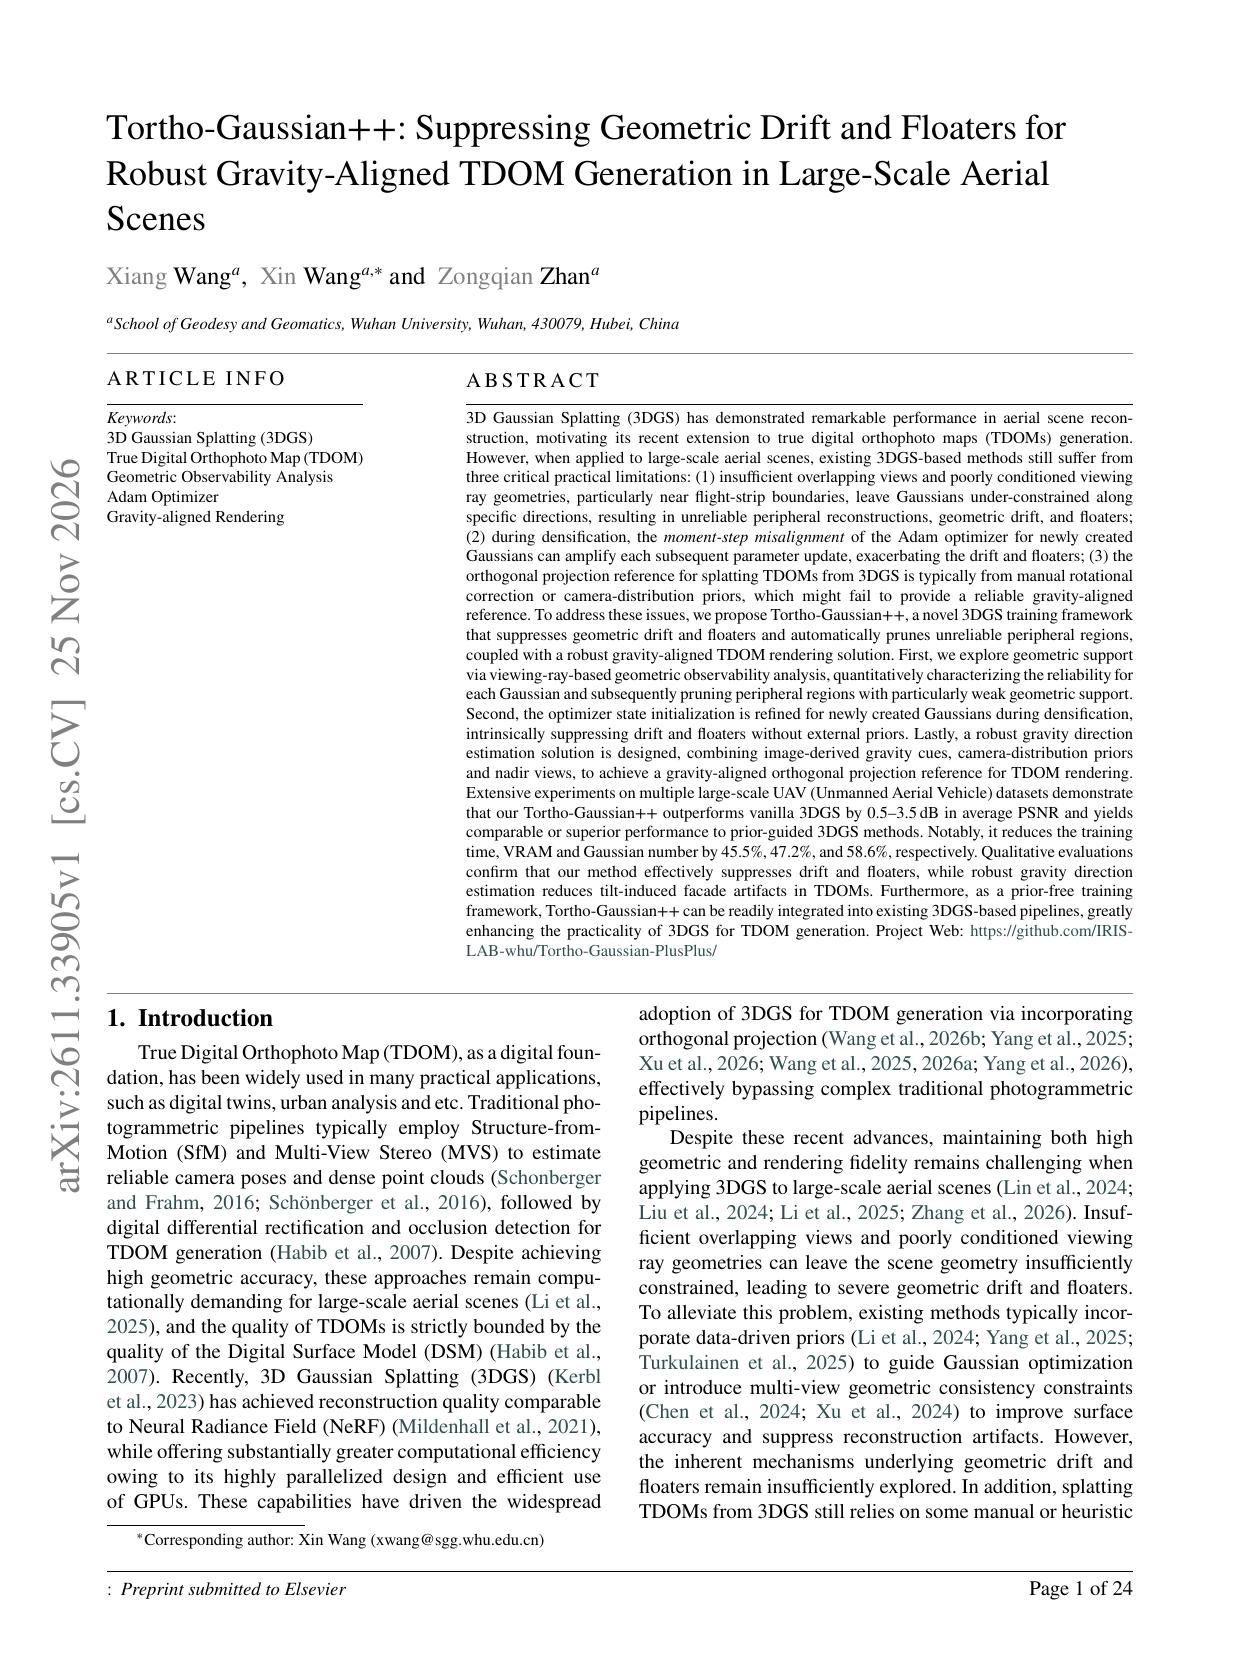 Tortho-Gaussian++: Suppressing Geometric Drift and Floaters for
Robust Gravity-Aligned TDOM Generation in Large-Scale Aerial
Scenes
Xiang Wangᵃ, Xin Wangᵃ,* and Zongqian Zhanᵃ
ᵃSchool of Geodesy and Geomatics, Wuhan University, Wuhan, 430079, Hubei, China
ARTICLE INFO
Keywords:
3D Gaussian Splatting (3DGS)
True Digital Orthophoto Map (TDOM)
Geometric Observability Analysis
Adam Optimizer
Gravity-aligned Rendering
ABSTRACT
3D Gaussian Splatting (3DGS) has demonstrated remarkable performance in aerial scene recon-
struction, motivating its recent extension to true digital orthophoto maps (TDOMs) generation.
However, when applied to large-scale aerial scenes, existing 3DGS-based methods still suffer from
three critical practical limitations: (1) insufficient overlapping views and poorly conditioned viewing
ray geometries, particularly near flight-strip boundaries, leave Gaussians under-constrained along
specific directions, resulting in unreliable peripheral reconstructions, geometric drift, and floaters;
(2) during densification, the moment-step misalignment of the Adam optimizer for newly created
Gaussians can amplify each subsequent parameter update, exacerbating the drift and floaters; (3) the
orthogonal projection reference for splatting TDOMs from 3DGS is typically from manual rotational
correction or camera-distribution priors, which might fail to provide a reliable gravity-aligned
reference. To address these issues, we propose Tortho-Gaussian++, a novel 3DGS training framework
that suppresses geometric drift and floaters and automatically prunes unreliable peripheral regions,
coupled with a robust gravity-aligned TDOM rendering solution. First, we explore geometric support
via viewing-ray-based geometric observability analysis, quantitatively characterizing the reliability for
each Gaussian and subsequently pruning peripheral regions with particularly weak geometric support.
Second, the optimizer state initialization is refined for newly created Gaussians during densification,
intrinsically suppressing drift and floaters without external priors. Lastly, a robust gravity direction
estimation solution is designed, combining image-derived gravity cues, camera-distribution priors
and nadir views, to achieve a gravity-aligned orthogonal projection reference for TDOM rendering.
Extensive experiments on multiple large-scale UAV (Unmanned Aerial Vehicle) datasets demonstrate
that our Tortho-Gaussian++ outperforms vanilla 3DGS by 0.5–3.5 dB in average PSNR and yields
comparable or superior performance to prior-guided 3DGS methods. Notably, it reduces the training
time, VRAM and Gaussian number by 45.5%, 47.2%, and 58.6%, respectively. Qualitative evaluations
confirm that our method effectively suppresses drift and floaters, while robust gravity direction
estimation reduces tilt-induced facade artifacts in TDOMs. Furthermore, as a prior-free training
framework, Tortho-Gaussian++ can be readily integrated into existing 3DGS-based pipelines, greatly
enhancing the practicality of 3DGS for TDOM generation. Project Web: https://github.com/IRIS-
LAB-whu/Tortho-Gaussian-PlusPlus/
arXiv:2611.33905v1 [cs.CV] 25 Nov 2026
1. Introduction
True Digital Orthophoto Map (TDOM), as a digital foun-
dation, has been widely used in many practical applications,
such as digital twins, urban analysis and etc. Traditional pho-
togrammetric pipelines typically employ Structure-from-
Motion (SfM) and Multi-View Stereo (MVS) to estimate
reliable camera poses and dense point clouds (Schonberger
and Frahm, 2016; Schönberger et al., 2016), followed by
digital differential rectification and occlusion detection for
TDOM generation (Habib et al., 2007). Despite achieving
high geometric accuracy, these approaches remain compu-
tationally demanding for large-scale aerial scenes (Li et al.,
2025), and the quality of TDOMs is strictly bounded by the
quality of the Digital Surface Model (DSM) (Habib et al.,
2007). Recently, 3D Gaussian Splatting (3DGS) (Kerbl
et al., 2023) has achieved reconstruction quality comparable
to Neural Radiance Field (NeRF) (Mildenhall et al., 2021),
while offering substantially greater computational efficiency
owing to its highly parallelized design and efficient use
of GPUs. These capabilities have driven the widespread
adoption of 3DGS for TDOM generation via incorporating
orthogonal projection (Wang et al., 2026b; Yang et al., 2025;
Xu et al., 2026; Wang et al., 2025, 2026a; Yang et al., 2026),
effectively bypassing complex traditional photogrammetric
pipelines.
Despite these recent advances, maintaining both high
geometric and rendering fidelity remains challenging when
applying 3DGS to large-scale aerial scenes (Lin et al., 2024;
Liu et al., 2024; Li et al., 2025; Zhang et al., 2026). Insuf-
ficient overlapping views and poorly conditioned viewing
ray geometries can leave the scene geometry insufficiently
constrained, leading to severe geometric drift and floaters.
To alleviate this problem, existing methods typically incor-
porate data-driven priors (Li et al., 2024; Yang et al., 2025;
Turkulainen et al., 2025) to guide Gaussian optimization
or introduce multi-view geometric consistency constraints
(Chen et al., 2024; Xu et al., 2024) to improve surface
accuracy and suppress reconstruction artifacts. However,
the inherent mechanisms underlying geometric drift and
floaters remain insufficiently explored. In addition, splatting
TDOMs from 3DGS still relies on some manual or heuristic
*Corresponding author: Xin Wang (xwang@sgg.whu.edu.cn)
: Preprint submitted to Elsevier
Page 1 of 24